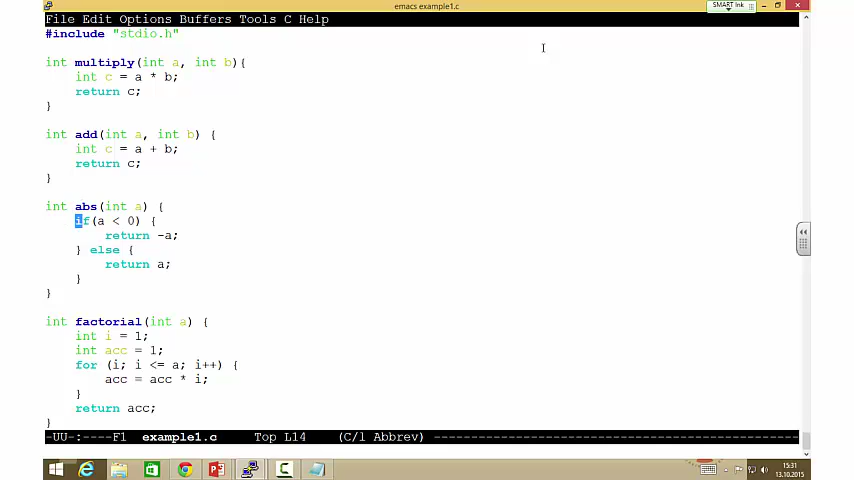 emacs example1.c
SMART Ink
File Edit Options Buffers Tools C Help
#include "stdio.h"
int multiply(int a, int b){
int c = a * b;
return c;
}
int add(int a, int b) {
int c = a + b;
return c;
}
int abs(int a) {
if(a < 0) {
return -a;
} else {
return a;
}
}
int factorial(int a) {
int i = 1;
int acc = 1;
for (i; i <= a; i++) {
acc = acc * i;
}
return acc;
}
-UU-:----F1 example1.c Top L14 (C/l Abbrev)
15:31
13.10.2015